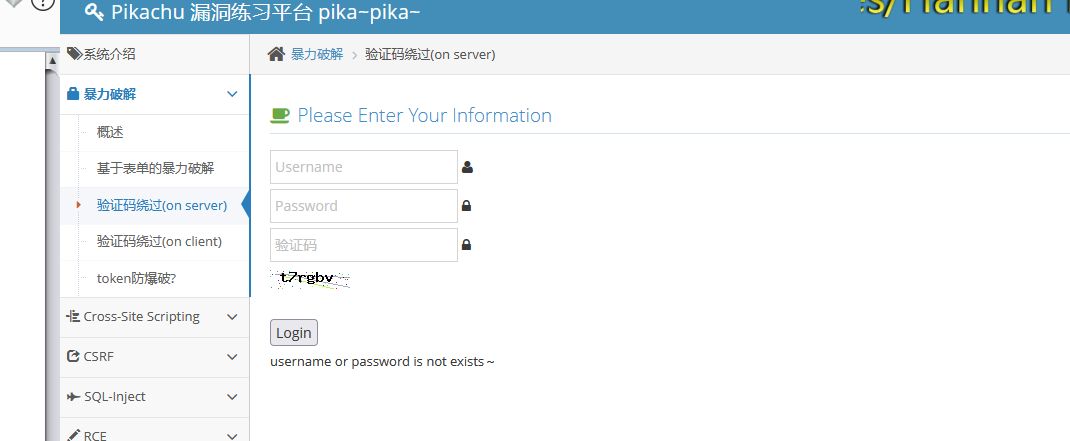 Pikachu 漏洞练习平台 pika~pika~
系统介绍
暴力破解
概述
基于表单的暴力破解
验证码绕过(on server)
验证码绕过(on client)
token防爆破?
Cross-Site Scripting
CSRF
SQL-Inject
RCE
暴力破解 > 验证码绕过(on server)
Please Enter Your Information
Username
Password
验证码
t7rgbv
Login
username or password is not exists～